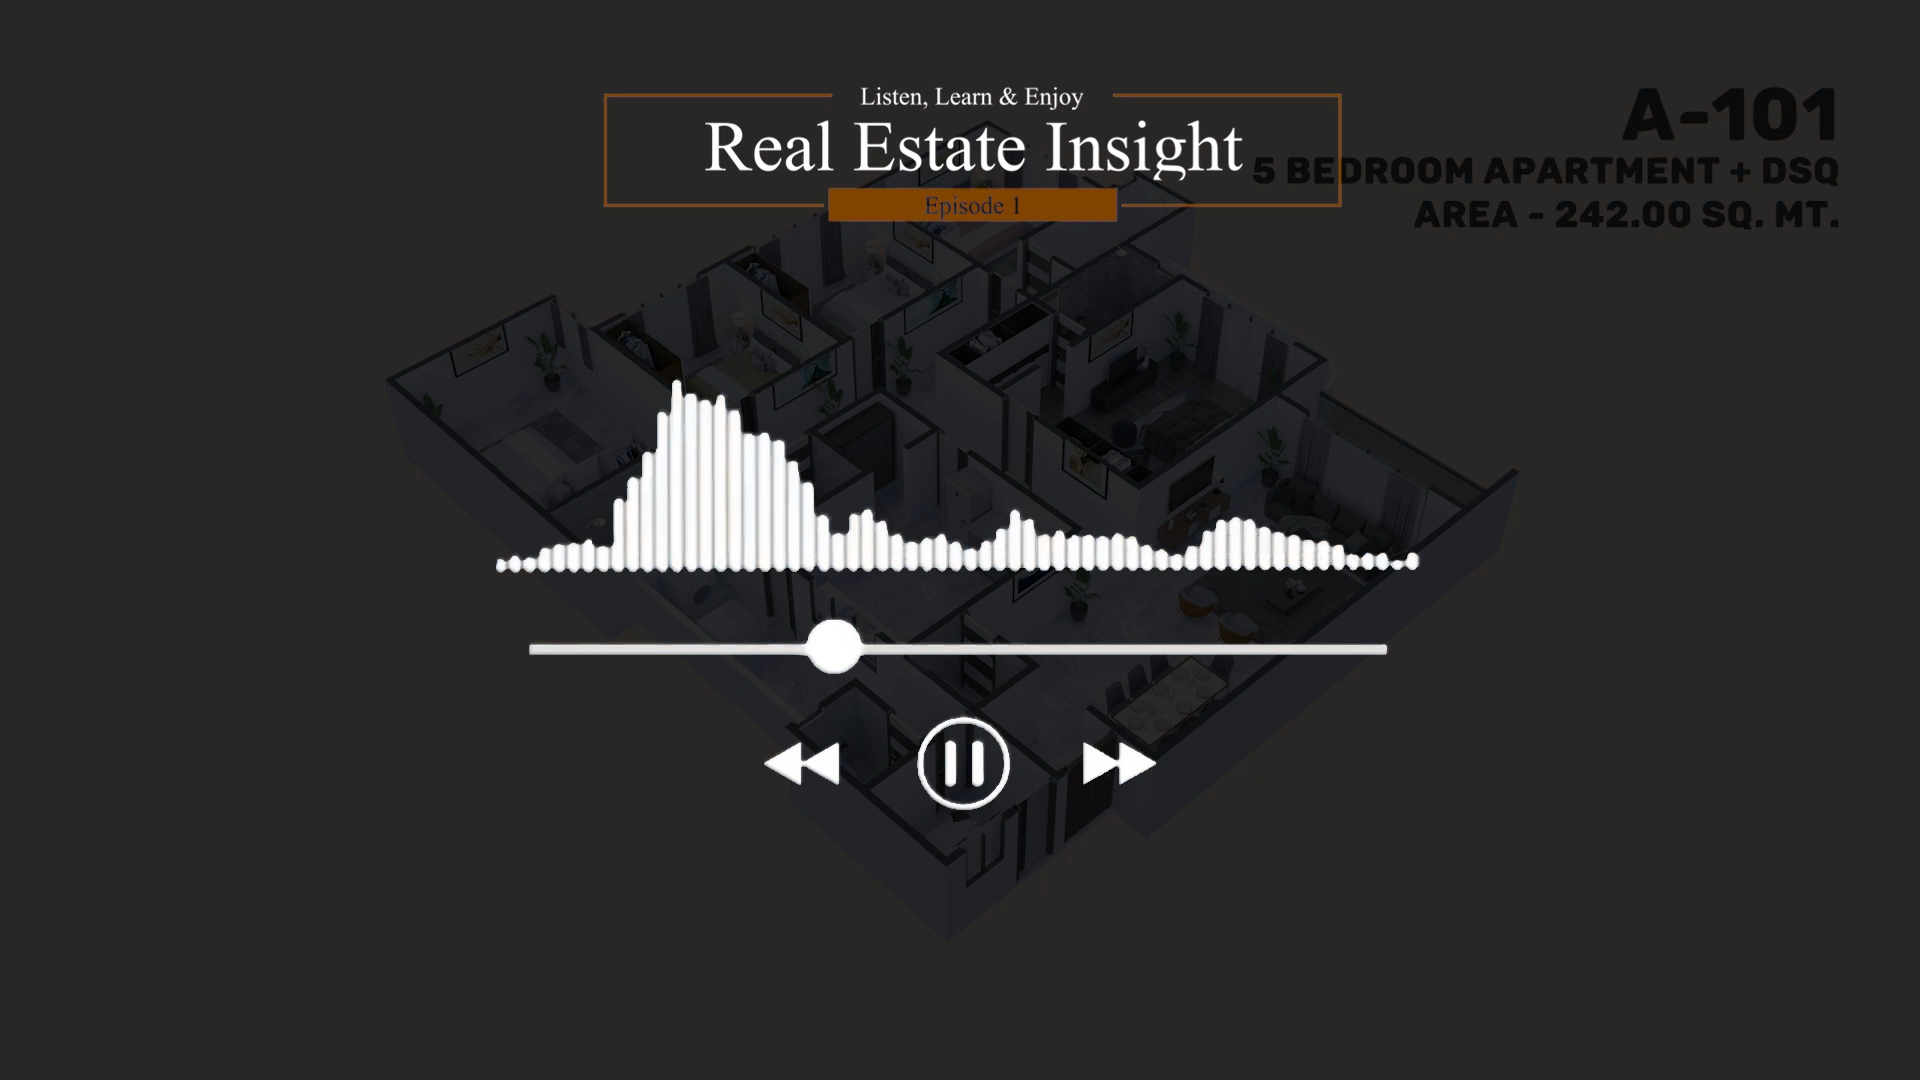 Listen, Learn & Enjoy
Real Estate Insight
Episode 1
A-101
5 BEDROOM APARTMENT + DSQ
AREA - 242.00 SQ. MT.